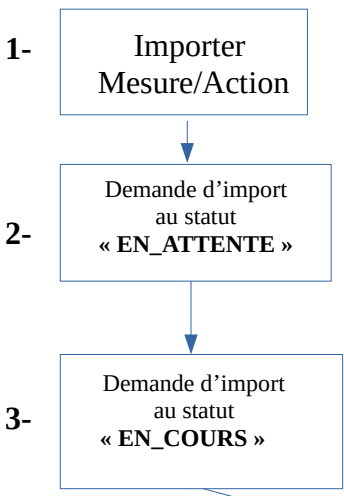 1-
Importer
Mesure/Action
Demande d'import
2-
au statut
« EN_ATTENTE »
Demande d'import
3-
au statut
« EN_COURS »